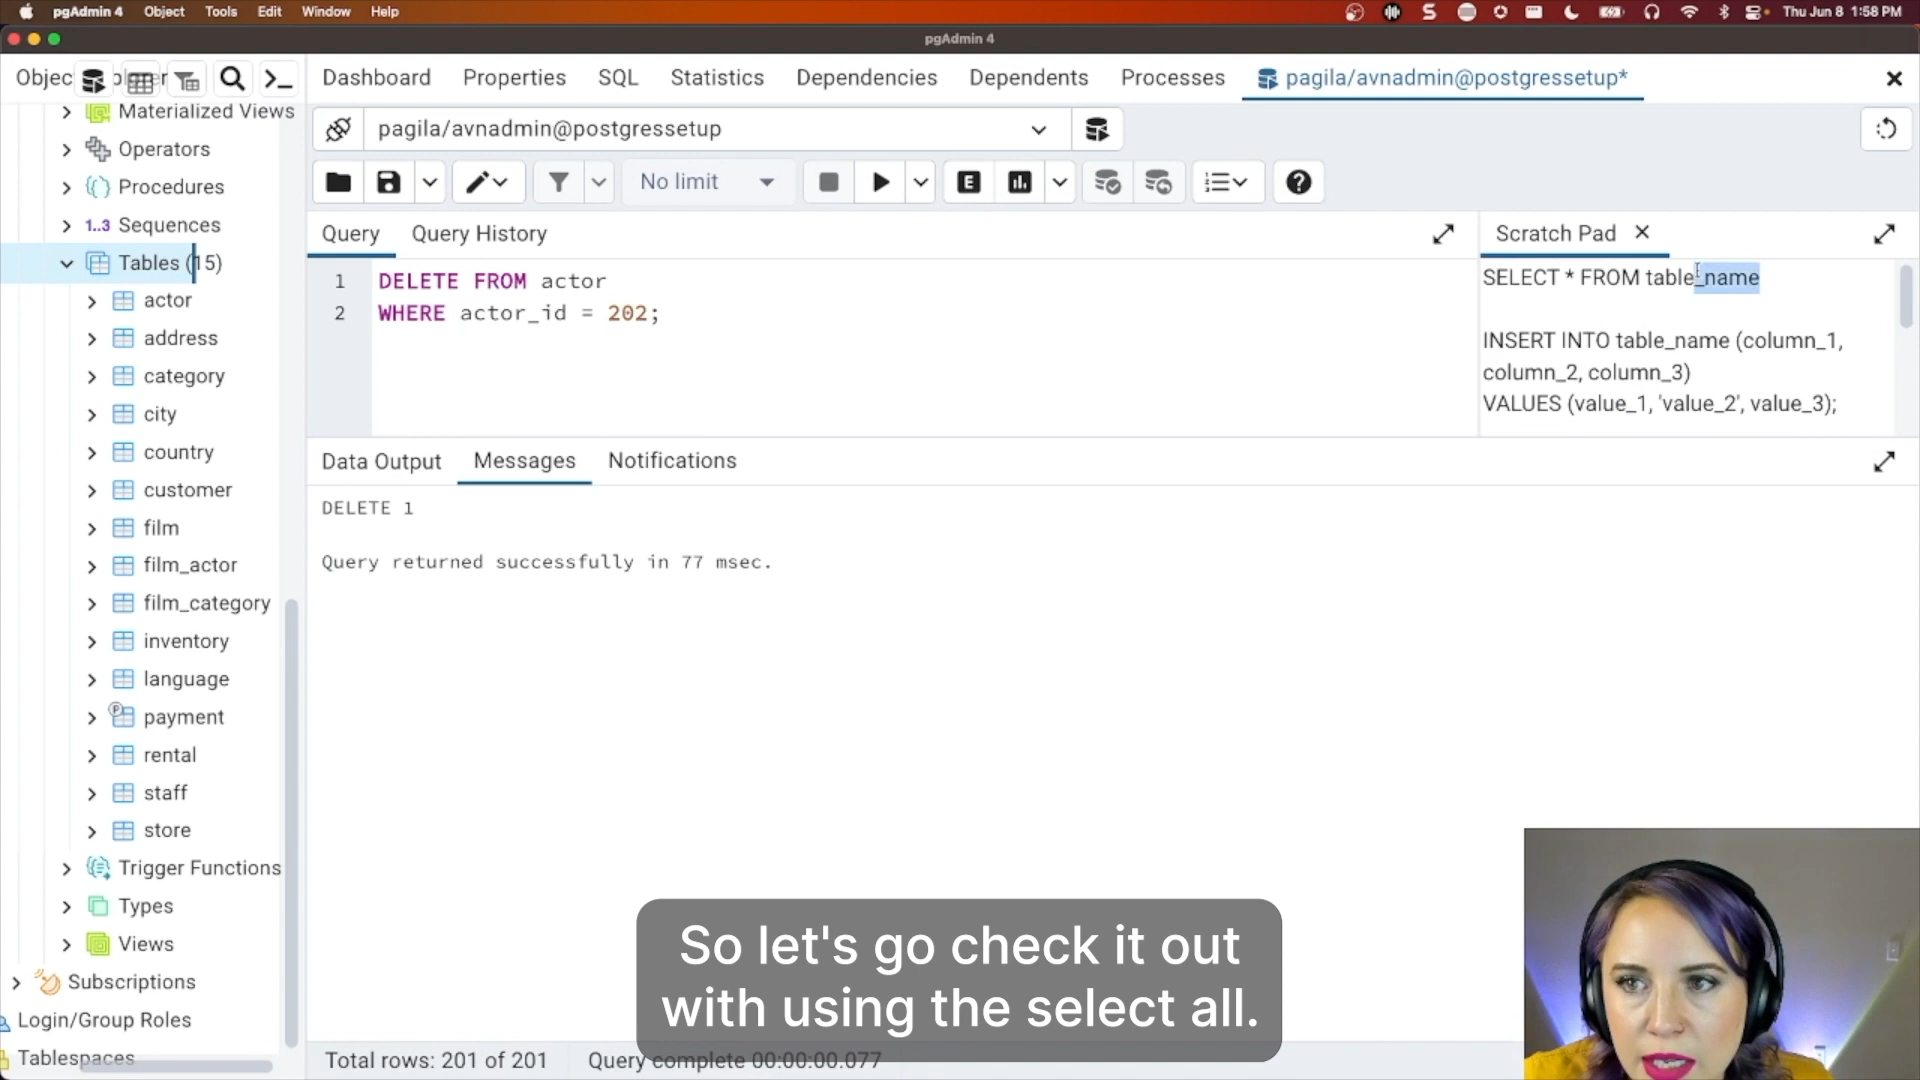 pgAdmin 4 Object Tools Edit Window Help
Thu Jun 8 1:58 PM
pgAdmin 4
Dashboard Properties SQL Statistics Dependencies Dependents Processes pagila/avnadmin@postgressetup*
Materialized Views
Operators
Procedures
1..3 Sequences
Tables (15)
actor
address
category
city
country
customer
film
film_actor
film_category
inventory
language
payment
rental
staff
store
Trigger Functions
Types
Views
Subscriptions
Login/Group Roles
Tablespaces
pagila/avnadmin@postgressetup
No limit
Query Query History
1 DELETE FROM actor
2 WHERE actor_id = 202;
Scratch Pad
SELECT * FROM table_name
INSERT INTO table_name (column_1,
column_2, column_3)
VALUES (value_1, 'value_2', value_3);
Data Output Messages Notifications
DELETE 1
Query returned successfully in 77 msec.
So let's go check it out
with using the select all.
Total rows: 201 of 201 Query complete 00:00:00.077